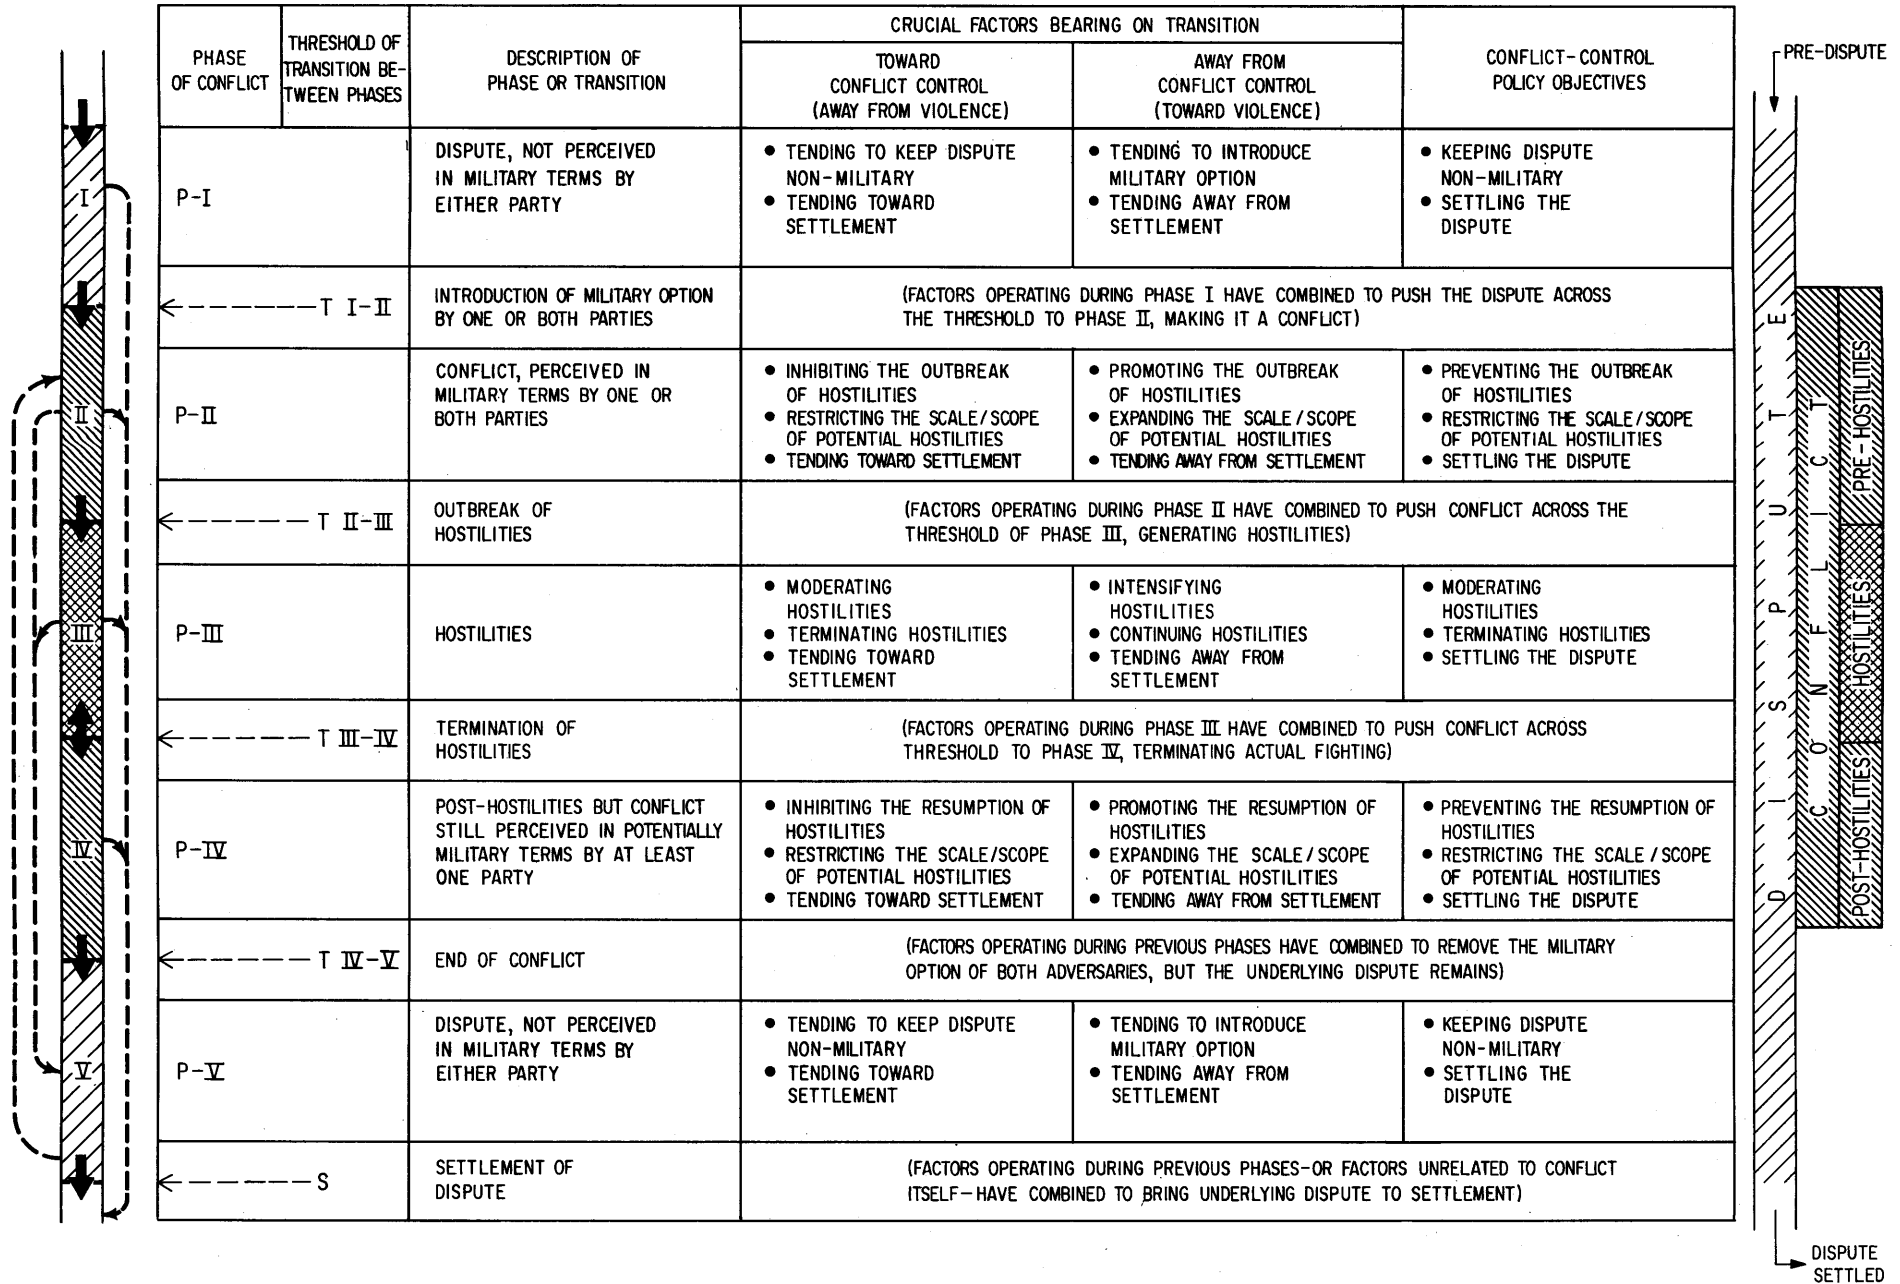 PHASE
OF CONFLICT
THRESHOLD OF
TRANSITION BE-
TWEEN PHASES
DESCRIPTION OF
PHASE OR TRANSITION
CRUCIAL FACTORS BEARING ON TRANSITION
TOWARD
CONFLICT CONTROL
(AWAY FROM VIOLENCE)
AWAY FROM
CONFLICT CONTROL
(TOWARD VIOLENCE)
CONFLICT-CONTROL
POLICY OBJECTIVES
PRE-DISPUTE
I
P-I
DISPUTE, NOT PERCEIVED
IN MILITARY TERMS BY
EITHER PARTY
• TENDING TO KEEP DISPUTE
NON-MILITARY
• TENDING TOWARD
SETTLEMENT
• TENDING TO INTRODUCE
MILITARY OPTION
• TENDING AWAY FROM
SETTLEMENT
• KEEPING DISPUTE
NON-MILITARY
• SETTLING THE
DISPUTE
T I-II
INTRODUCTION OF MILITARY OPTION
BY ONE OR BOTH PARTIES
(FACTORS OPERATING DURING PHASE I HAVE COMBINED TO PUSH THE DISPUTE ACROSS
THE THRESHOLD TO PHASE II, MAKING IT A CONFLICT)
II
P-II
CONFLICT, PERCEIVED IN
MILITARY TERMS BY ONE OR
BOTH PARTIES
• INHIBITING THE OUTBREAK
OF HOSTILITIES
• RESTRICTING THE SCALE/SCOPE
OF POTENTIAL HOSTILITIES
• TENDING TOWARD SETTLEMENT
• PROMOTING THE OUTBREAK
OF HOSTILITIES
• EXPANDING THE SCALE/SCOPE
OF POTENTIAL HOSTILITIES
• TENDING AWAY FROM SETTLEMENT
• PREVENTING THE OUTBREAK
OF HOSTILITIES
• RESTRICTING THE SCALE/SCOPE
OF POTENTIAL HOSTILITIES
• SETTLING THE DISPUTE
T II-III
OUTBREAK OF
HOSTILITIES
(FACTORS OPERATING DURING PHASE II HAVE COMBINED TO PUSH CONFLICT ACROSS THE
THRESHOLD OF PHASE III, GENERATING HOSTILITIES)
III
P-III
HOSTILITIES
• MODERATING
HOSTILITIES
• TERMINATING HOSTILITIES
• TENDING TOWARD
SETTLEMENT
• INTENSIFYING
HOSTILITIES
• CONTINUING HOSTILITIES
• TENDING AWAY FROM
SETTLEMENT
• MODERATING
HOSTILITIES
• TERMINATING HOSTILITIES
• SETTLING THE DISPUTE
T III-IV
TERMINATION OF
HOSTILITIES
(FACTORS OPERATING DURING PHASE III HAVE COMBINED TO PUSH CONFLICT ACROSS
THRESHOLD TO PHASE IV, TERMINATING ACTUAL FIGHTING)
IV
P-IV
POST-HOSTILITIES BUT CONFLICT
STILL PERCEIVED IN POTENTIALLY
MILITARY TERMS BY AT LEAST
ONE PARTY
• INHIBITING THE RESUMPTION OF
HOSTILITIES
• RESTRICTING THE SCALE/SCOPE
OF POTENTIAL HOSTILITIES
• TENDING TOWARD SETTLEMENT
• PROMOTING THE RESUMPTION OF
HOSTILITIES
• EXPANDING THE SCALE/SCOPE
OF POTENTIAL HOSTILITIES
• TENDING AWAY FROM SETTLEMENT
• PREVENTING THE RESUMPTION OF
HOSTILITIES
• RESTRICTING THE SCALE/SCOPE
OF POTENTIAL HOSTILITIES
• SETTLING THE DISPUTE
T IV-V
END OF CONFLICT
(FACTORS OPERATING DURING PREVIOUS PHASES HAVE COMBINED TO REMOVE THE MILITARY
OPTION OF BOTH ADVERSARIES, BUT THE UNDERLYING DISPUTE REMAINS)
V
P-V
DISPUTE, NOT PERCEIVED
IN MILITARY TERMS BY
EITHER PARTY
• TENDING TO KEEP DISPUTE
NON-MILITARY
• TENDING TOWARD
SETTLEMENT
• TENDING TO INTRODUCE
MILITARY OPTION
• TENDING AWAY FROM
SETTLEMENT
• KEEPING DISPUTE
NON-MILITARY
• SETTLING THE
DISPUTE
S
SETTLEMENT OF
DISPUTE
(FACTORS OPERATING DURING PREVIOUS PHASES-OR FACTORS UNRELATED TO CONFLICT
ITSELF-HAVE COMBINED TO BRING UNDERLYING DISPUTE TO SETTLEMENT)
DISPUTE
CONFLICT
PRE-HOSTILITIES
HOSTILITIES
POST-HOSTILITIES
DISPUTE
SETTLED